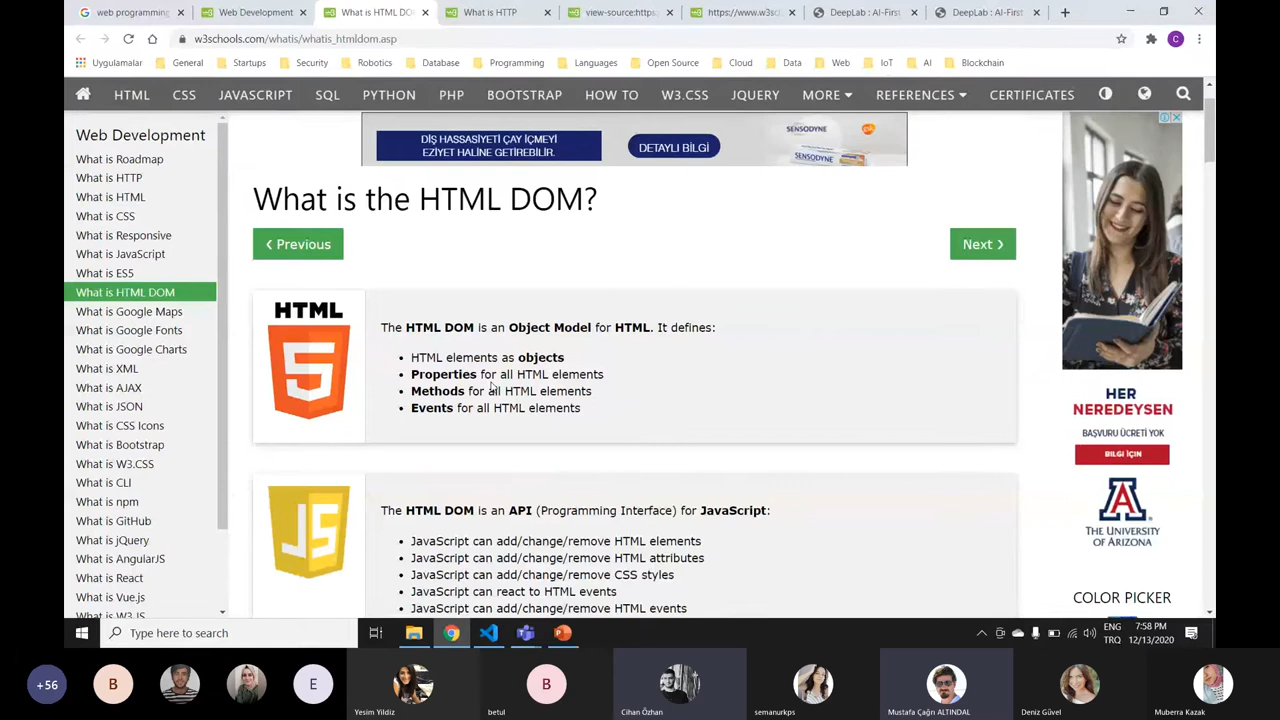 web programming
Web Development
What is HTML DO
What is HTTP
view-source:https:
https://www.w3sc
DeepLab : AI-First
DeepLab : AI-First
w3schools.com/whatis/whatis_htmldom.asp
C
Uygulamalar
General
Startups
Security
Robotics
Database
Programming
Languages
Open Source
Cloud
Data
Web
IoT
AI
Blockchain
HTML CSS JAVASCRIPT SQL PYTHON PHP BOOTSTRAP HOW TO W3.CSS JQUERY MORE REFERENCES CERTIFICATES
Web Development
What is Roadmap
What is HTTP
What is HTML
What is CSS
What is Responsive
What is JavaScript
What is ES5
What is HTML DOM
What is Google Maps
What is Google Fonts
What is Google Charts
What is XML
What is AJAX
What is JSON
What is CSS Icons
What is Bootstrap
What is W3.CSS
What is CLI
What is npm
What is GitHub
What is jQuery
What is AngularJS
What is React
What is Vue.js
What is W3.JS
DİŞ HASSASİYETİ ÇAY İÇMEYİ
EZİYET HALİNE GETİREBİLİR.
DETAYLI BİLGİ
SENSODYNE
SENSODYNE
gsk
What is the HTML DOM?
❮ Previous
Next ❯
HTML
5
The HTML DOM is an Object Model for HTML. It defines:
• HTML elements as objects
• Properties for all HTML elements
• Methods for all HTML elements
• Events for all HTML elements
JS
The HTML DOM is an API (Programming Interface) for JavaScript:
• JavaScript can add/change/remove HTML elements
• JavaScript can add/change/remove HTML attributes
• JavaScript can add/change/remove CSS styles
• JavaScript can react to HTML events
• JavaScript can add/change/remove HTML events
HER
NEREDEYSEN
BAŞVURU ÜCRETİ YOK
BILGI İÇIN
A
THE UNIVERSITY
OF ARIZONA
COLOR PICKER
Type here to search
ENG
TRQ
7:58 PM
12/13/2020
+56
B
E
Yesim Yildiz
B
betul
Cihan Özhan
semanurkps
Mustafa Çağrı ALTINDAL
Deniz Güvel
Muberra Kazak